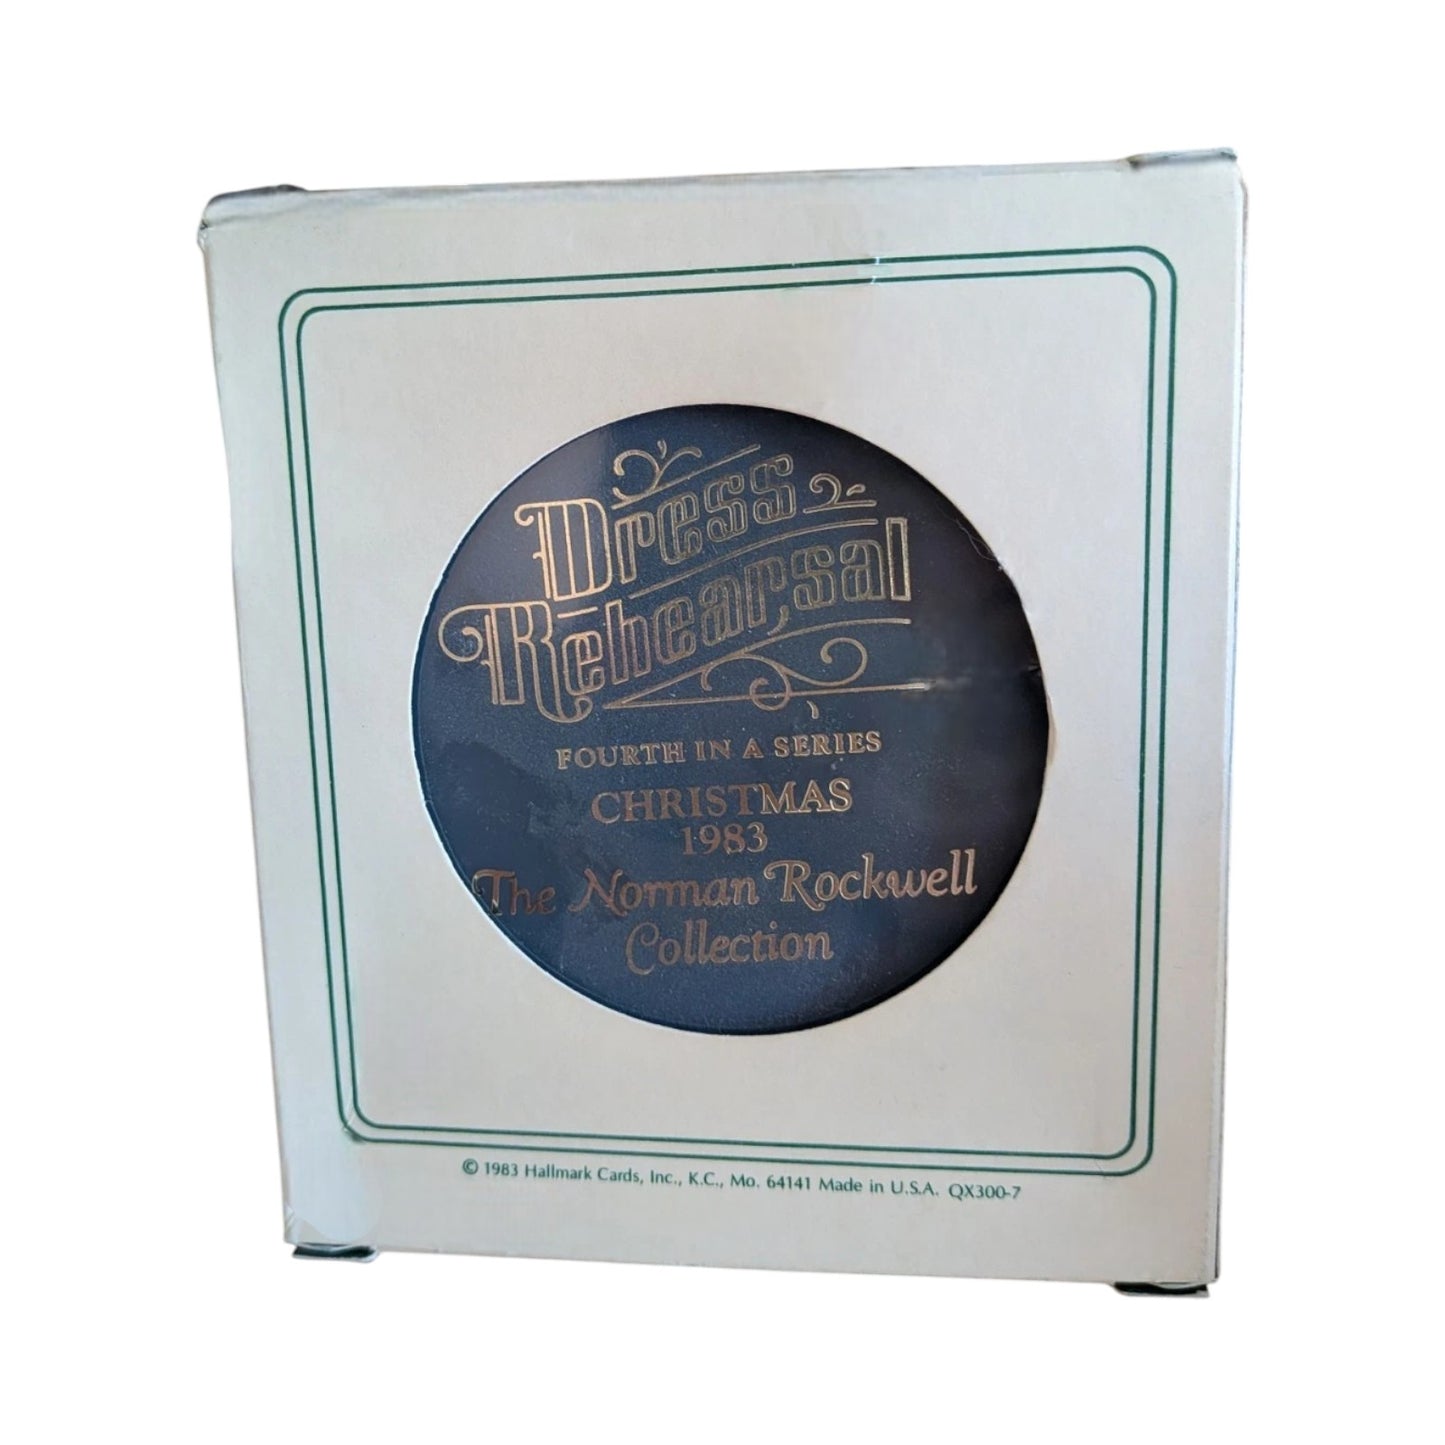 Dress
Rehearsal
FOURTH IN A SERIES
CHRISTMAS
1983
The Norman Rockwell
Collection
© 1983 Hallmark Cards, Inc., K.C., Mo. 64141 Made in U.S.A. QX300-7